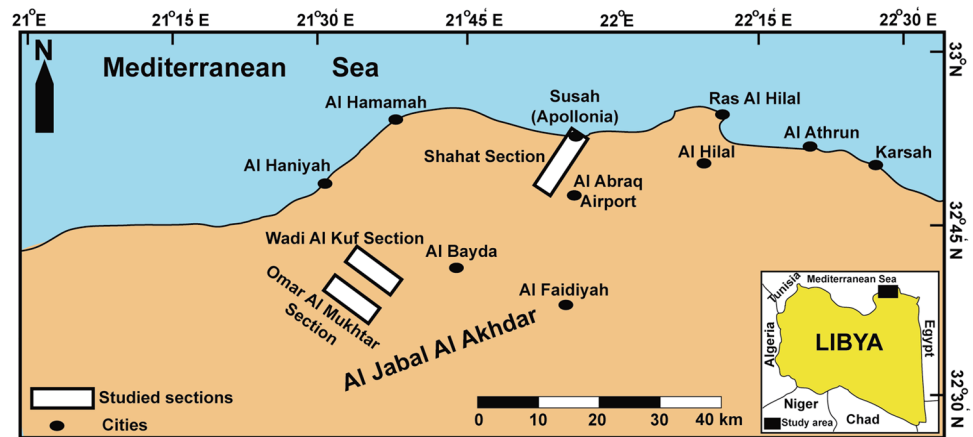 21° E
21°15′ E
21°30′ E
21°45′ E
22° E
22°15′ E
22°30′ E
N
Mediterranean Sea
33° N
Al Hamamah
Susah
(Apollonia)
Ras Al Hilal
Al Athrun
Karsah
Al Haniyah
Shahat Section
Al Hilal
Al Abraq
Airport
32°45′ N
Wadi Al Kuf Section
Al Bayda
Omar Al Mukhtar
Section
Al Faidiyah
Al Jabal Al Akhdar
Mediterranean Sea
Tunisia
Algeria
LIBYA
Egypt
Niger
Chad
Study area
32°30′ N
Studied sections
Cities
0 10 20 30 40 km